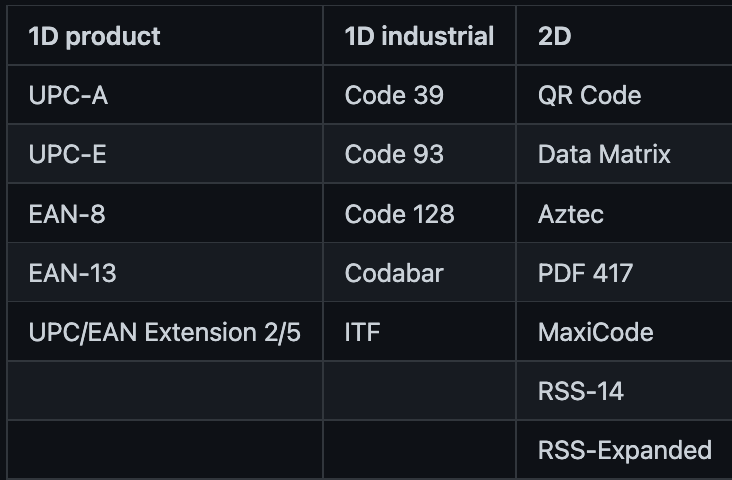 1D product 1D industrial 2D
UPC-A Code 39 QR Code
UPC-E Code 93 Data Matrix
EAN-8 Code 128 Aztec
EAN-13 Codabar PDF 417
UPC/EAN Extension 2/5 ITF MaxiCode
RSS-14
RSS-Expanded